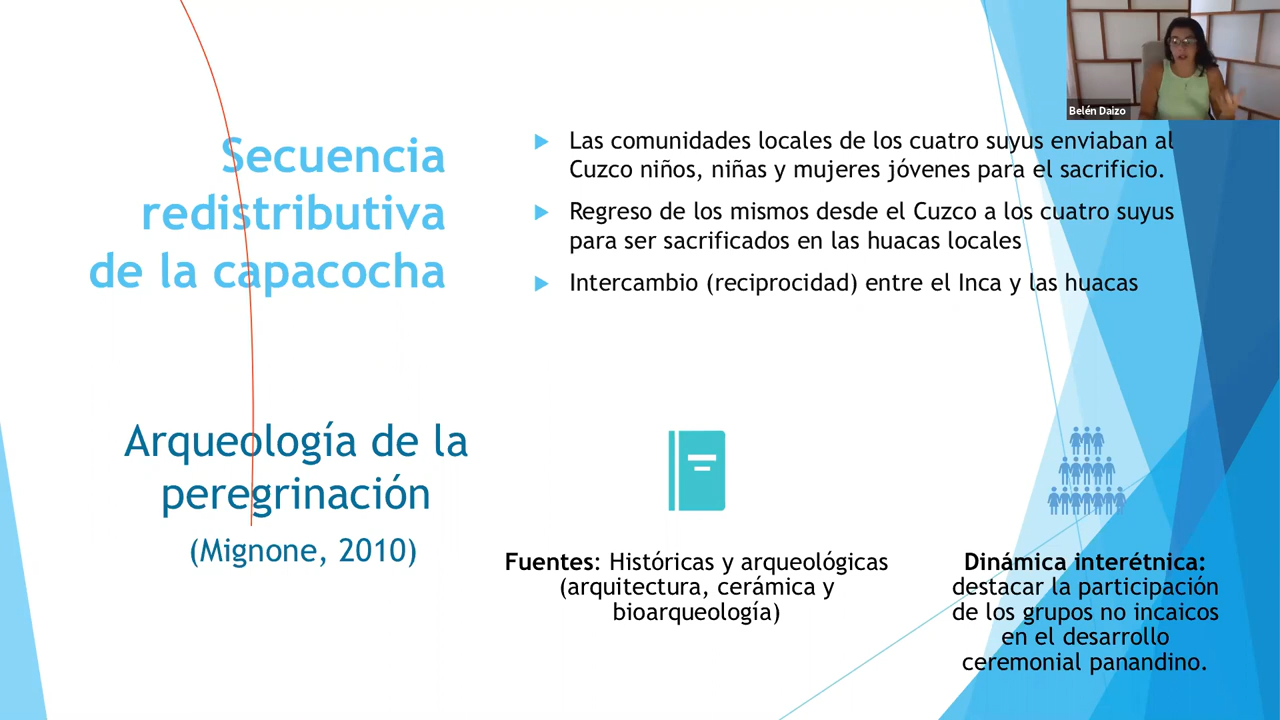 Belén Daizo
Secuencia
redistributiva
de la capacocha
Las comunidades locales de los cuatro suyus enviaban al
Cuzco niños, niñas y mujeres jóvenes para el sacrificio.
Regreso de los mismos desde el Cuzco a los cuatro suyus
para ser sacrificados en las huacas locales
Intercambio (reciprocidad) entre el Inca y las huacas
Arqueología de la
peregrinación
(Mignone, 2010)
Fuentes: Históricas y arqueológicas
(arquitectura, cerámica y
bioarqueología)
Dinámica interétnica:
destacar la participación
de los grupos no incaicos
en el desarrollo
ceremonial panandino.